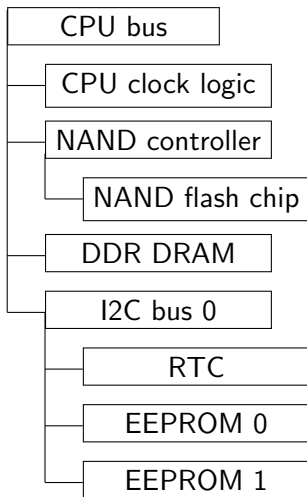 CPU bus
CPU clock logic
NAND controller
NAND flash chip
DDR DRAM
I2C bus 0
RTC
EEPROM 0
EEPROM 1